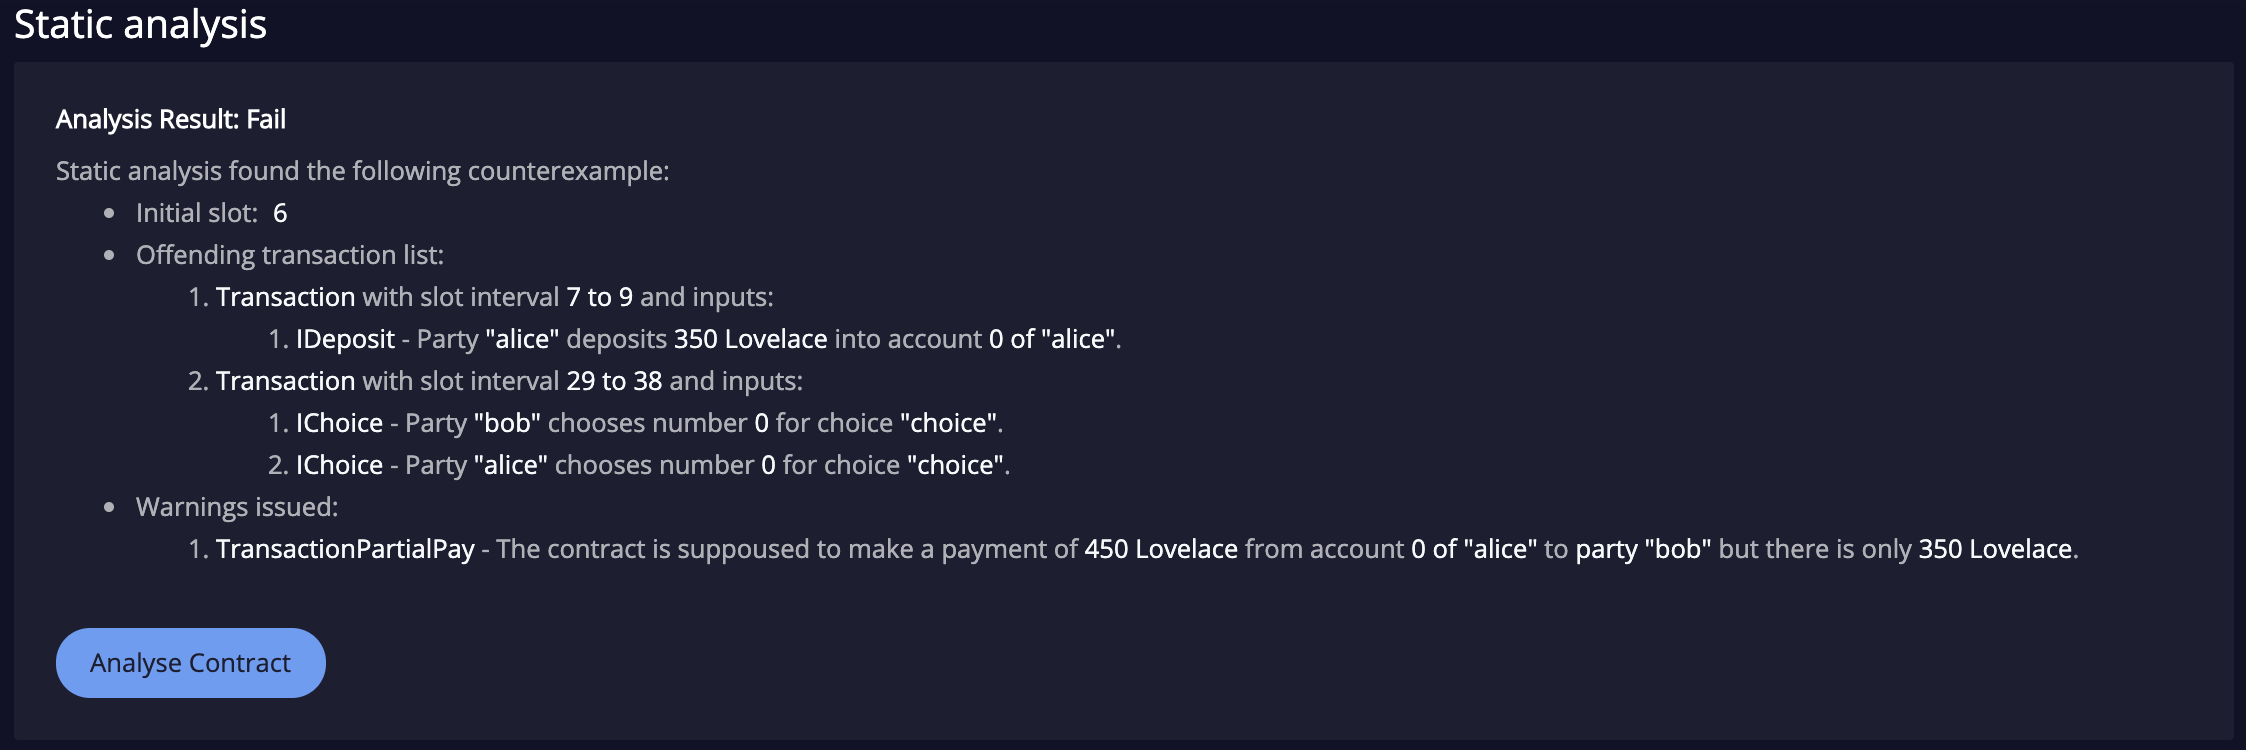 Static analysis
Analysis Result: Fail
Static analysis found the following counterexample:
• Initial slot: 6
• Offending transaction list:
1. Transaction with slot interval 7 to 9 and inputs:
1. IDeposit - Party "alice" deposits 350 Lovelace into account 0 of "alice".
2. Transaction with slot interval 29 to 38 and inputs:
1. IChoice - Party "bob" chooses number 0 for choice "choice".
2. IChoice - Party "alice" chooses number 0 for choice "choice".
• Warnings issued:
1. TransactionPartialPay - The contract is suppoused to make a payment of 450 Lovelace from account 0 of "alice" to party "bob" but there is only 350 Lovelace.
Analyse Contract